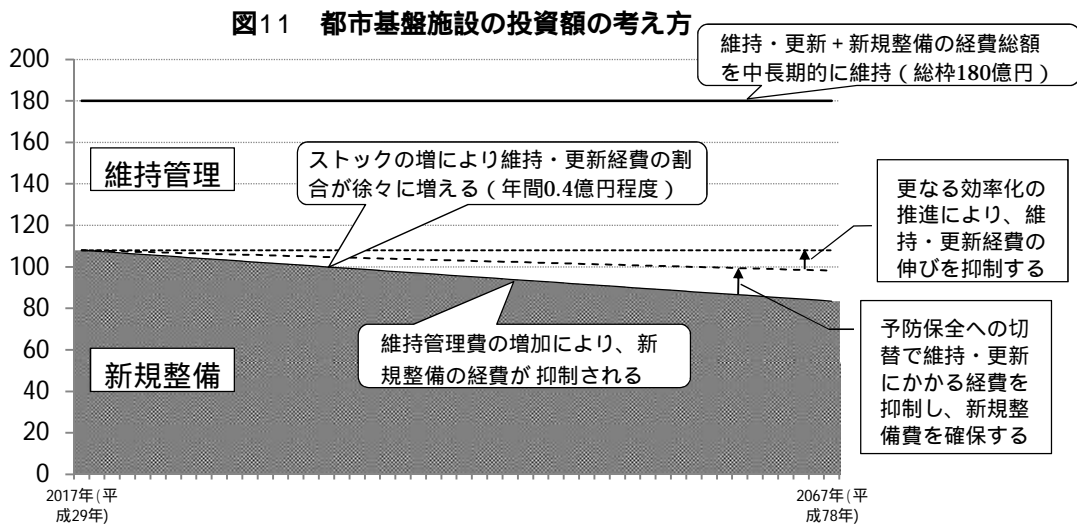 図11 都市基盤施設の投資額の考え方
維持・更新＋新規整備の経費総額
を中長期的に維持（総枠180億円）
200
180
160
140
120
100
80
60
40
20
0
維持管理
ストックの増により維持・更新経費の割
合が徐々に増える（年間0.4億円程度）
更なる効率化の
推進により、維
持・更新経費の
伸びを抑制する
新規整備
維持管理費の増加により、新
規整備の経費が抑制される
予防保全への切
替で維持・更新
にかかる経費を
抑制し、新規整
備費を確保する
2017年（平
成29年）
2067年（平
成78年）